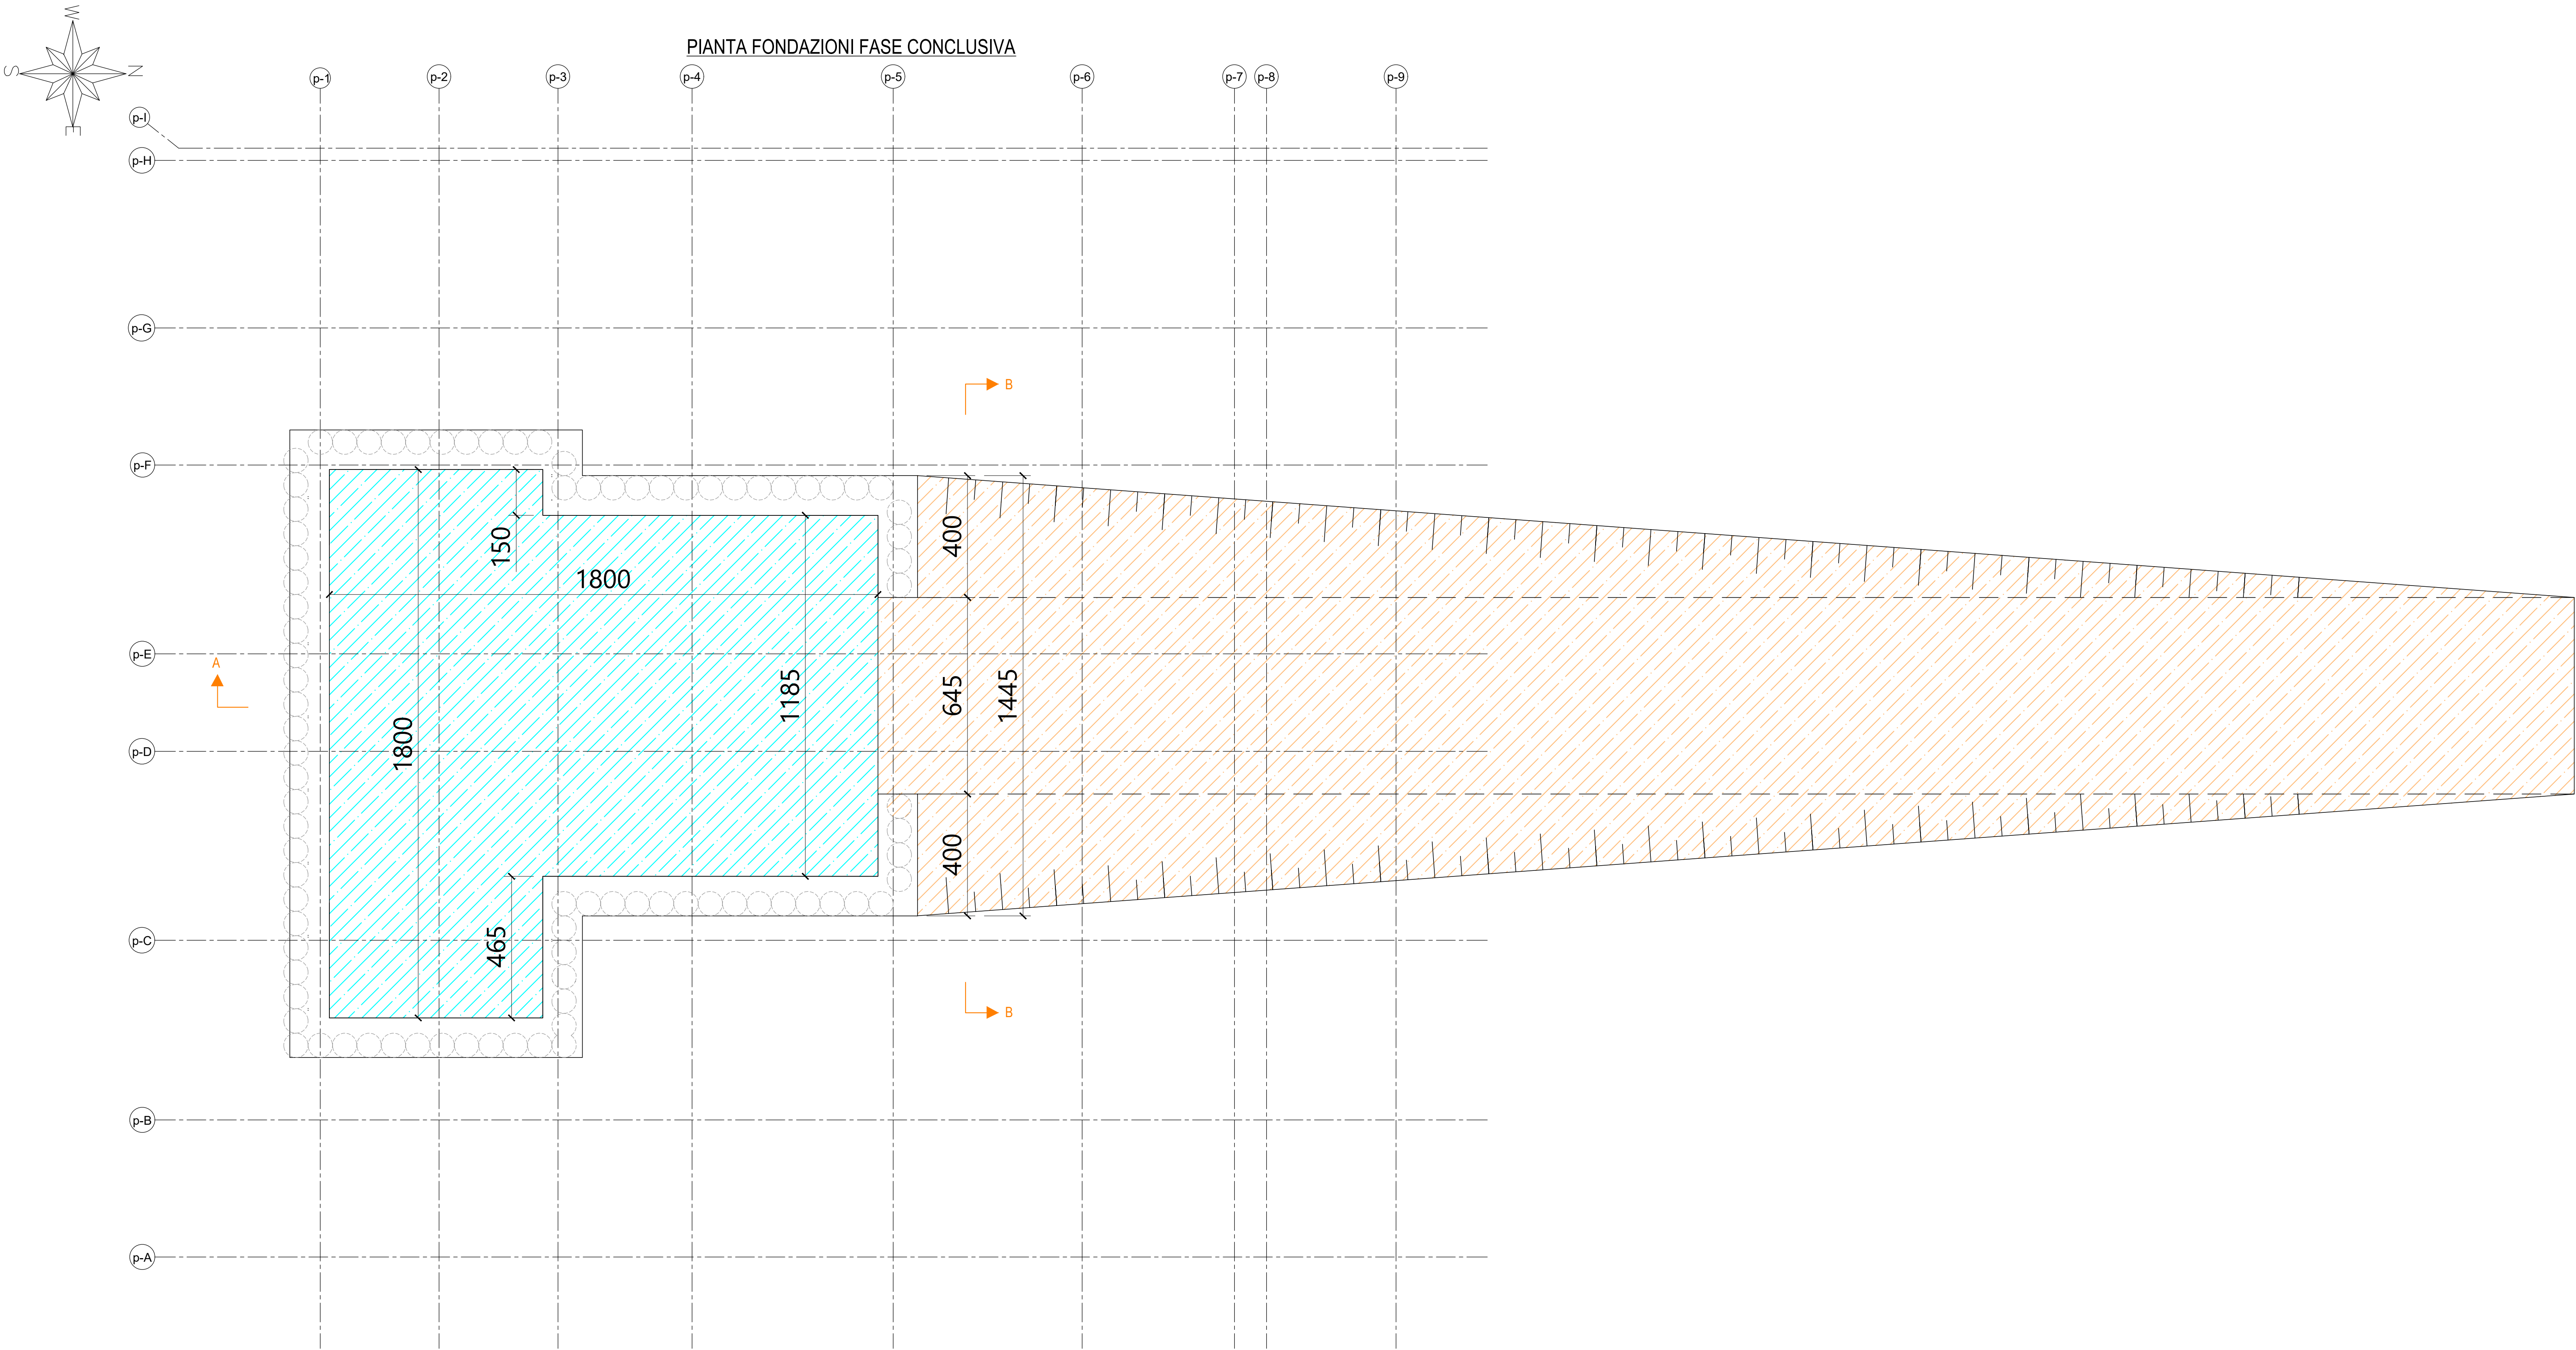 PIANTA FONDAZIONI FASE CONCLUSIVA
W
S
N
E
p-1
p-2
p-3
p-4
p-5
p-6
p-7
p-8
p-9
p-I
p-H
p-G
B
p-F
150
400
1800
p-E
A
1185
645
1445
1800
p-D
400
465
p-C
B
p-B
p-A